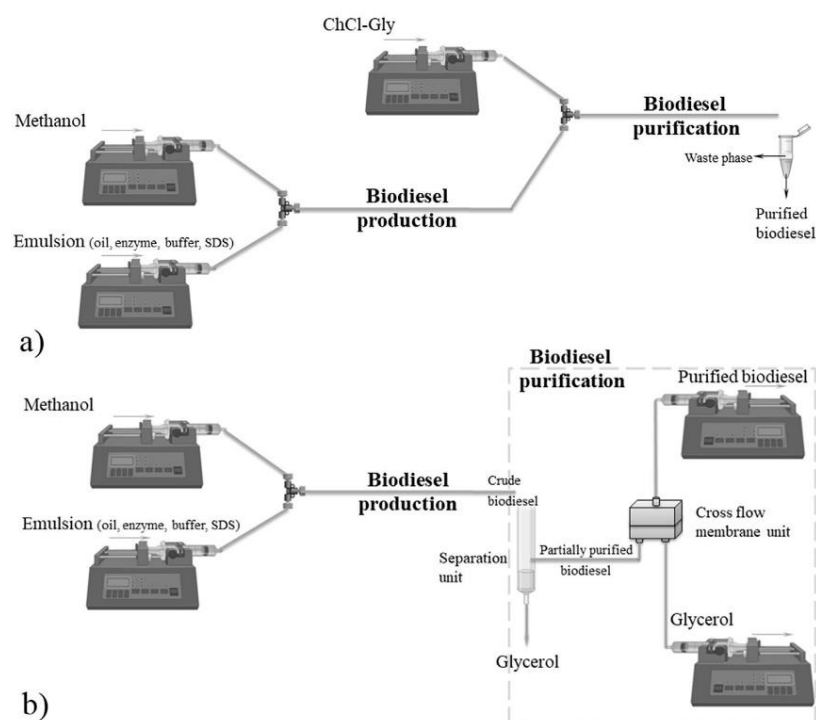 ChCl-Gly
Methanol
Biodiesel
purification
Waste phase
Biodiesel
production
Purified
biodiesel
Emulsion (oil, enzyme, buffer, SDS)
a)
Biodiesel
purification
Purified biodiesel
Methanol
Biodiesel
production
Crude
biodiesel
Emulsion (oil, enzyme, buffer, SDS)
Cross flow
membrane unit
Separation
unit
Partially purified
biodiesel
Glycerol
Glycerol
b)